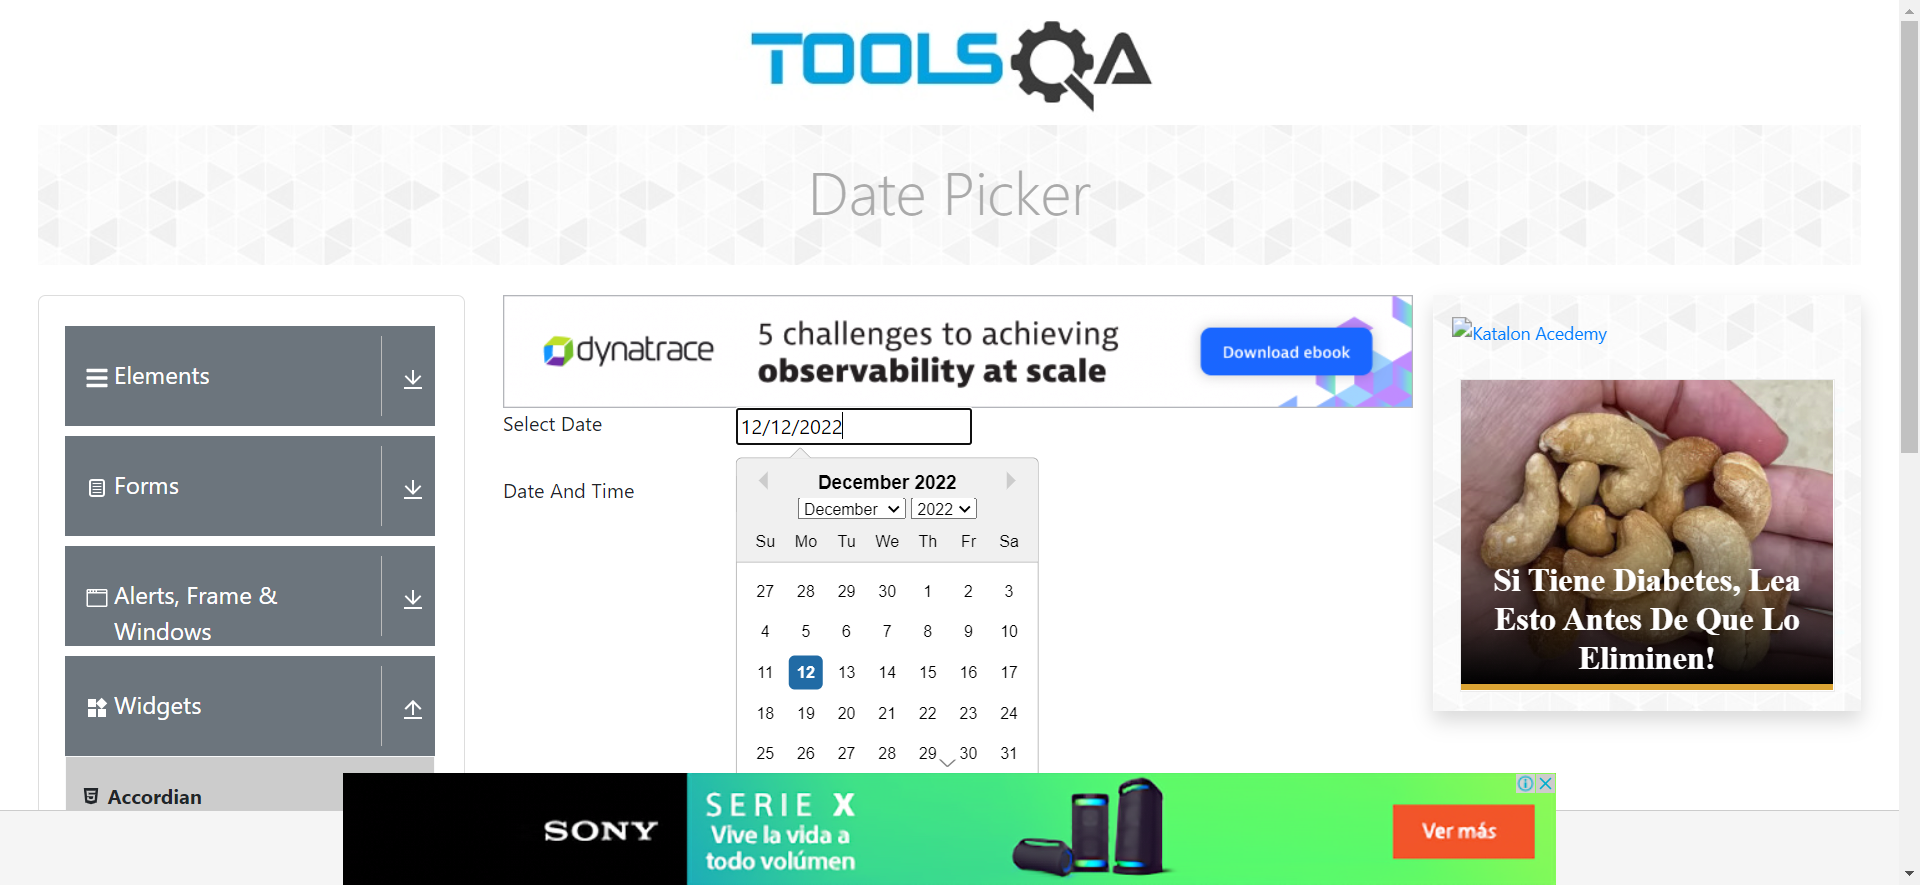 TOOLSQA
Date Picker
Elements
Forms
Alerts, Frame &
Windows
Widgets
Accordian
dynatrace
5 challenges to achieving
observability at scale
Download ebook
Select Date
12/12/2022
Date And Time
December 2022
December 2022
Su Mo Tu We Th Fr Sa
27 28 29 30 1 2 3
4 5 6 7 8 9 10
11 12 13 14 15 16 17
18 19 20 21 22 23 24
25 26 27 28 29 30 31
Katalon Acedemy
Si Tiene Diabetes, Lea
Esto Antes De Que Lo
Eliminen!
SONY
SERIE X
Vive la vida a
todo volúmen
Ver más